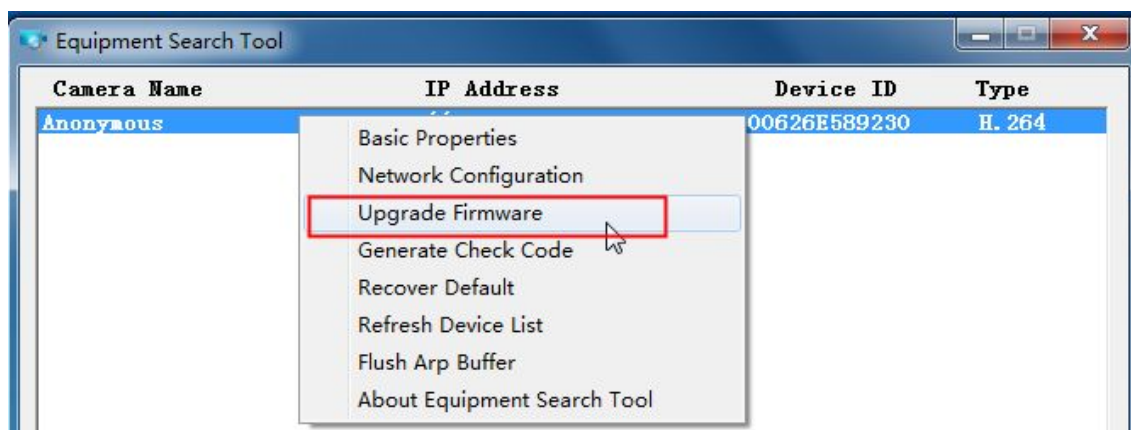 Equipment Search Tool
Camera Name IP Address Device ID Type
Anonymous 00626E589230 H.264
Basic Properties
Network Configuration
Upgrade Firmware
Generate Check Code
Recover Default
Refresh Device List
Flush Arp Buffer
About Equipment Search Tool